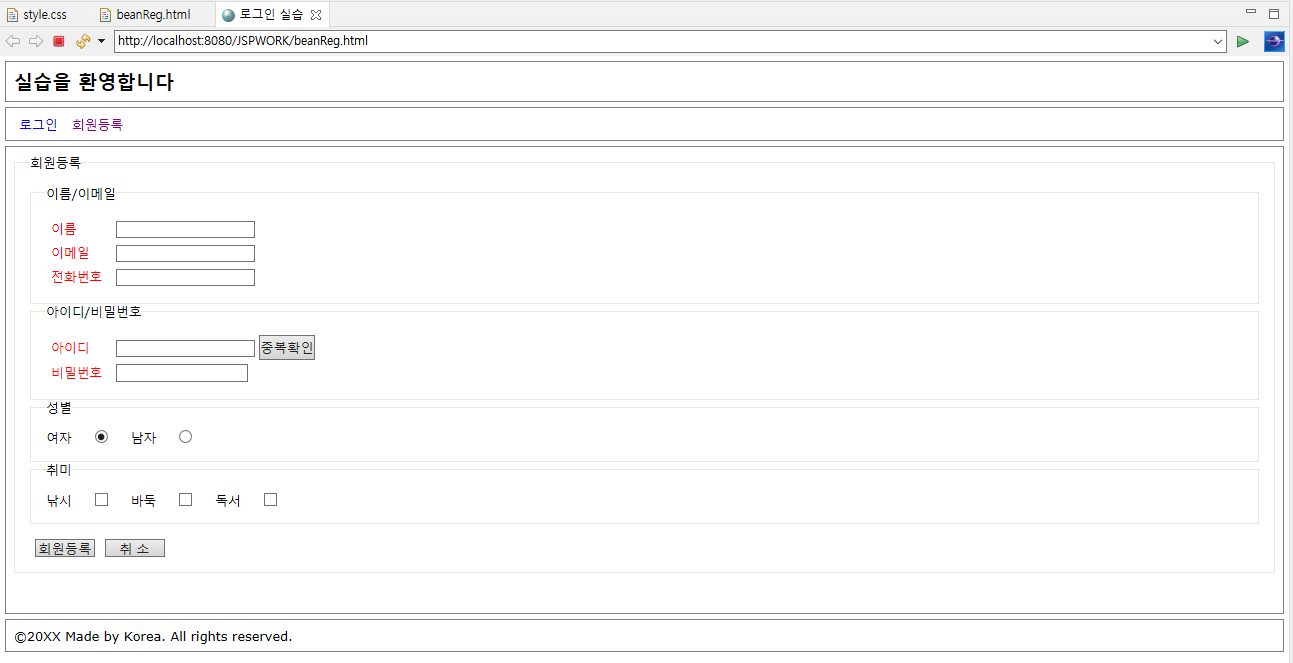 style.css beanReg.html 로그인 실습
http://localhost:8080/JSPWORK/beanReg.html
실습을 환영합니다
로그인 회원등록
회원등록
이름/이메일
이름
이메일
전화번호
아이디/비밀번호
아이디 중복확인
비밀번호
성별
여자 남자
취미
낚시 바둑 독서
회원등록 취 소
©20XX Made by Korea. All rights reserved.